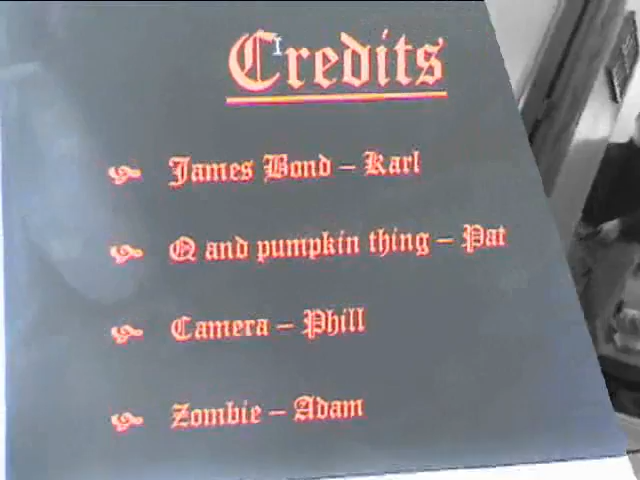 Credits
James Bond – Karl
Q and pumpkin thing – Pat
Camera – Phill
Zombie – Adam